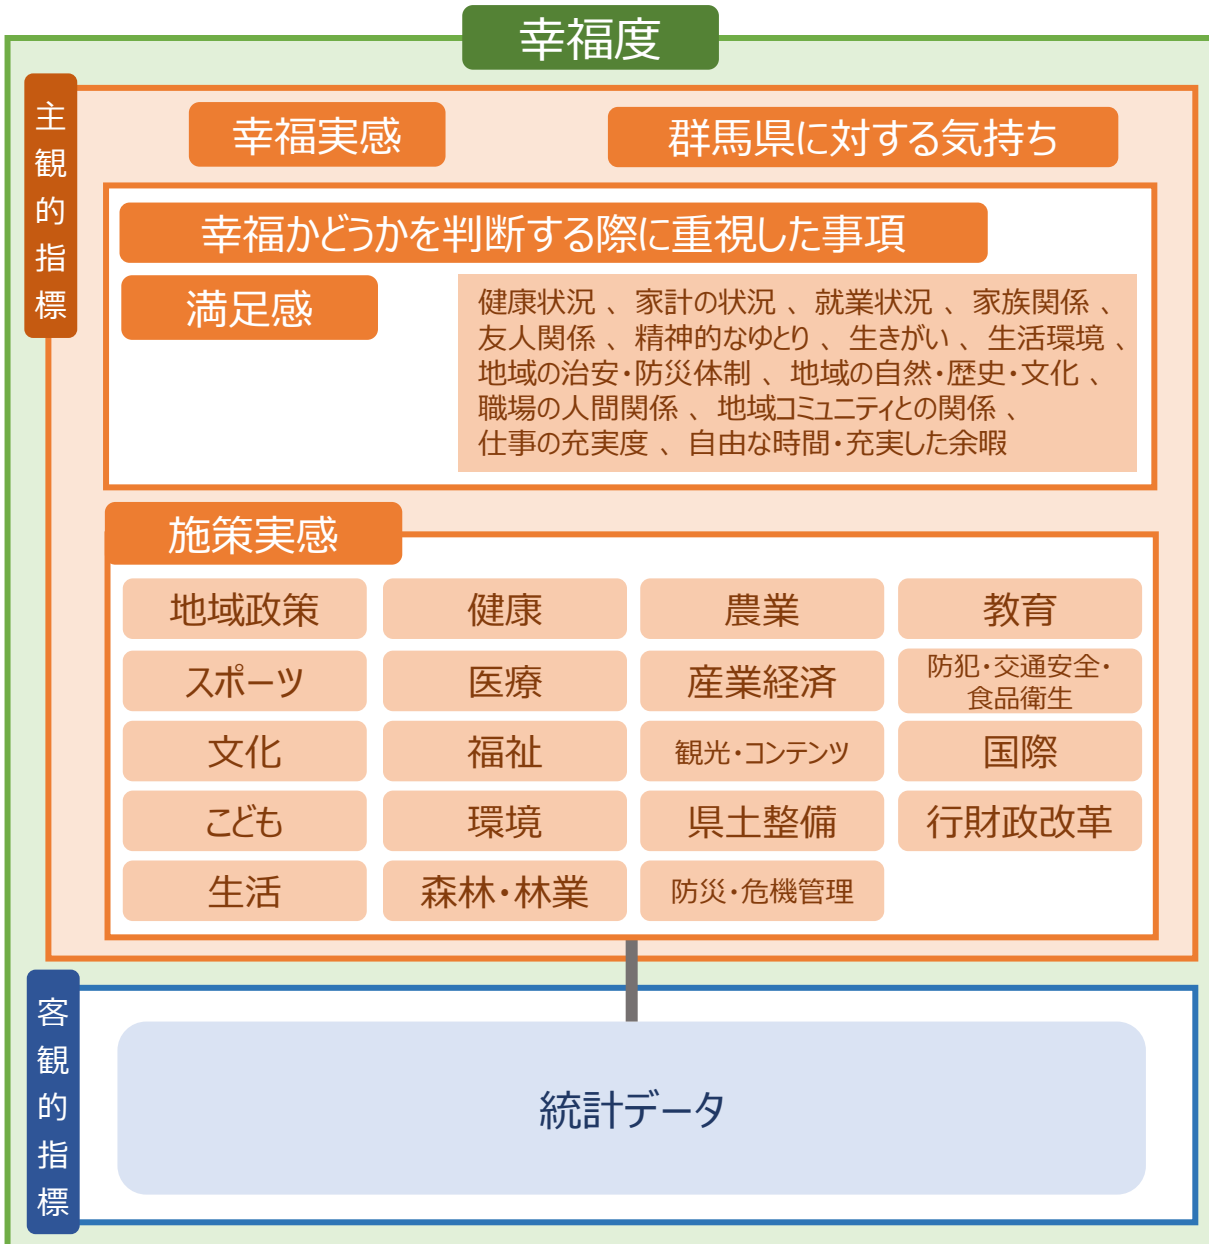 幸福度
主観的指標
幸福実感
群馬県に対する気持ち
幸福かどうかを判断する際に重視した事項
満足感
健康状況 、 家計の状況 、 就業状況 、 家族関係 、
友人関係 、 精神的なゆとり 、 生きがい 、 生活環境 、
地域の治安・防災体制 、 地域の自然・歴史・文化 、
職場の人間関係 、 地域コミュニティとの関係 、
仕事の充実度 、 自由な時間・充実した余暇
施策実感
地域政策
健康
農業
教育
スポーツ
医療
産業経済
防犯・交通安全・
食品衛生
文化
福祉
観光・コンテンツ
国際
こども
環境
県土整備
行財政改革
生活
森林・林業
防災・危機管理
客観的指標
統計データ